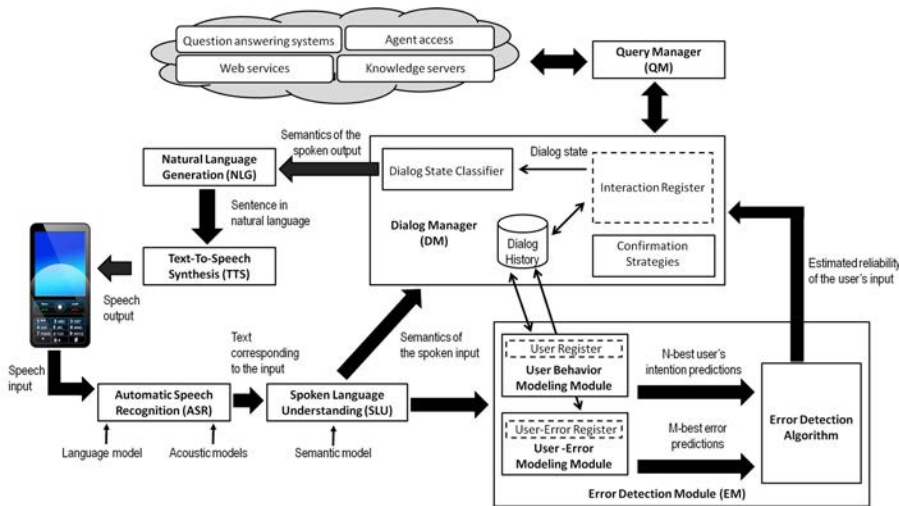 Question answering systems
Agent access
Web services
Knowledge servers
Query Manager
(QM)
Semantics of the
spoken output
Natural Language
Generation (NLG)
Dialog State Classifier
Dialog state
Interaction Register
Sentence in
natural language
Dialog Manager
(DM)
Dialog
History
Confirmation
Strategies
Text-To-Speech
Synthesis (TTS)
Speech
output
Estimated reliability
of the user's input
Speech
input
Text
corresponding
to the input
Semantics of
the spoken input
Automatic Speech
Recognition (ASR)
Spoken Language
Understanding (SLU)
Language model
Acoustic models
Semantic model
User Register
User Behavior
Modeling Module
N-best user's
intention predictions
User-Error Register
User -Error
Modeling Module
M-best error
predictions
Error Detection
Algorithm
Error Detection Module (EM)